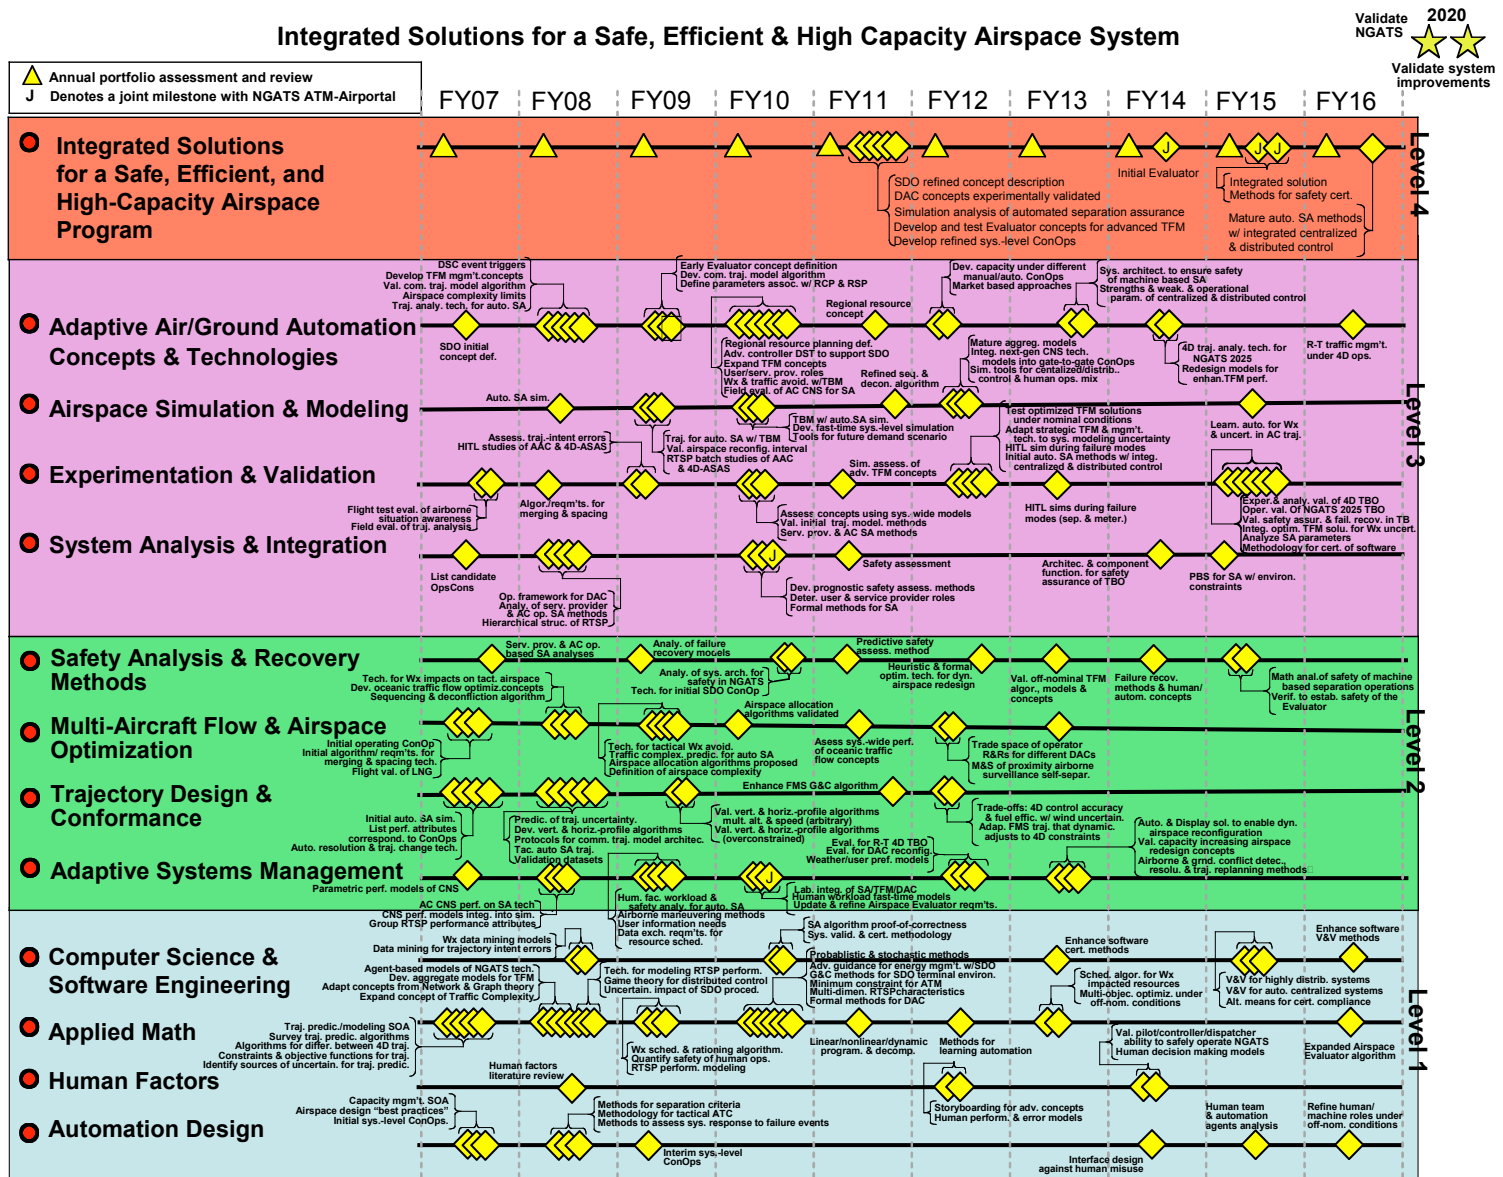 Integrated Solutions for a Safe, Efficient & High Capacity Airspace System
Validate
NGATS
2020
Validate system
improvements
Annual portfolio assessment and review
J Denotes a joint milestone with NGATS ATM-Airportal
FY07 FY08 FY09 FY10 FY11 FY12 FY13 FY14 FY15 FY16
Integrated Solutions
for a Safe, Efficient, and
High-Capacity Airspace
Program
SDO refined concept description
DAC concepts experimentally validated
Simulation analysis of automated separation assurance
Develop and test Evaluator concepts for advanced TFM
Develop refined sys.-level ConOps
J
Initial Evaluator
J J
Integrated solution
Methods for safety cert.
Mature auto. SA methods
w/ integrated centralized
& distributed control
Level 4
Adaptive Air/Ground Automation
Concepts & Technologies
SDO initial
concept def.
DSC event triggers
Develop TFM mgm't.concepts
Val. com. traj. model algorithm
Airspace complexity limits
Traj. analy. tech. for auto. SA
Early Evaluator concept definition
Dev. com. traj. model algorithm
Define parameters assoc. w/ RCP & RSP
Regional resource planning def.
Adv. controller DST to support SDO
Expand TFM concepts
User/serv. prov. roles
Wx & traffic avoid. w/TBM
Field eval. of AC CNS for SA
Regional resource
concept
Dev. capacity under different
manual/auto. ConOps
Market based approaches
Sys. architect. to ensure safety
of machine based SA
Strengths & weak. & operational
param. of centralized & distributed control
4D traj. analy. tech. for
NGATS 2025
Redesign models for
enhan.TFM perf.
R-T traffic mgm't.
under 4D ops.
Airspace Simulation & Modeling
Auto. SA sim.
Traj. for auto. SA w/ TBM
Val. airspace reconfig. interval
RTSP batch studies of AAC
& 4D-ASAS
TBM w/ auto.SA sim.
Dev. fast-time sys.-level simulation
Tools for future demand scenario
Refined seq. &
decon. algorithm
Mature aggreg. models
Integ. next-gen CNS tech.
models into gate-to-gate ConOps
Sim. tools for centalized/distrib..
control & human ops. mix
Learn. auto. for Wx
& uncert. in AC traj.
Level 3
Experimentation & Validation
Flight test eval. of airborne
situation awareness
Field eval. of traj. analysis
Algor./reqm'ts. for
merging & spacing
Assess. traj.-intent errors
HITL studies of AAC & 4D-ASAS
Assess concepts using sys. wide models
Val. initial traj. model. methods
Serv. prov. & AC SA methods
Sim. assess. of
adv. TFM concepts
Test optimized TFM solutions
under nominal conditions
Adapt strategic TFM & mgm't.
tech. to sys. modeling uncertainty
HITL sim during failure modes
Initial auto. SA methods w/ integ.
centralized & distributed control
HITL sims during failure
modes (sep. & meter.)
Exper.& analy. val. of 4D TBO
Oper. val. Of NGATS 2025 TBO
Val. safety assur. & fail. recov. in TB
Integ. optim. TFM solu. for Wx uncert.
Analyze SA parameters
Methodology for cert. of software
System Analysis & Integration
List candidate
OpsCons
Op. framework for DAC
Analy. of serv. provider
& AC op. SA methods
Hierarchical struc. of RTSP
J
Dev. prognostic safety assess. methods
Deter. user & service provider roles
Formal methods for SA
Safety assessment
Architec. & component
function. for safety
assurance of TBO
PBS for SA w/ environ.
constraints
Safety Analysis & Recovery
Methods
Serv. prov. & AC op.
based SA analyses
Analy. of failure
recovery models
Analy. of sys. arch. for
safety in NGATS
Tech. for initial SDO ConOp
Predictive safety
assess. method
Heuristic & formal
optim. tech. for dyn.
airspace redesign
Val. off-nominal TFM
algor., models &
concepts
Failure recov.
methods & human/
autom. concepts
Math anal.of safety of machine
based separation operations
Verif. to estab. safety of the
Evaluator
Level 2
Multi-Aircraft Flow & Airspace
Optimization
Initial operating ConOp
Initial algorithm/ reqm'ts. for
merging & spacing tech.
Flight val. of LNG
Tech. for Wx impacts on tact. airspace
Dev. oceanic traffic flow optimiz.concepts
Sequencing & deconfliction algorithm
Tech. for tactical Wx avoid.
Traffic complex. predic. for auto SA
Airspace allocation algorithms proposed
Definition of airspace complexity
Airspace allocation
algorithms validated
Asess sys.-wide perf.
of oceanic traffic
flow concepts
Trade space of operator
R&Rs for different DACs
M&S of proximity airborne
surveillance self-separ.
Trajectory Design &
Conformance
Initial auto. SA sim.
List perf. attributes
correspond. to ConOps
Auto. resolution & traj. change tech.
Predic. of traj. uncertainty.
Dev. vert. & horiz.-profile algorithms
Protocols for comm. traj. model architec.
Tac. auto SA traj.
Validation datasets
Val. vert. & horiz-profile algorithms
mult. alt. & speed (arbitrary)
Val. vert. & horiz.-profile algorithms
(overconstrained)
Enhance FMS G&C algorithm
Trade-offs: 4D control accuracy
& fuel effic. w/ wind uncertain.
Adap. FMS traj. that dynamic.
adjusts to 4D constraints
Adaptive Systems Management
Parametric perf. models of CNS
AC CNS perf. on SA tech
CNS perf. models integ. into sim.
Group RTSP performance attributes
Hum. fac. workload &
safety analy. for auto. SA
Airborne maneuvering methods
User information needs
Data exch. reqm'ts. for
resource sched.
J
Lab. integ. of SA/TFM/DAC
Human workload fast-time models
Update & refine Airspace Evaluator reqm'ts.
Eval. for R-T 4D TBO
Eval. for DAC reconfig.
Weather/user pref. models
Auto. & Display sol. to enable dyn.
airspace reconfiguration
Val. capacity increasing airspace
redesign concepts
Airborne & grnd. conflict detec.,
resolu. & traj. replanning methods
Computer Science &
Software Engineering
Wx data mining models
Data mining for trajectory intent errors
SA algorithm proof-of-correctness
Sys. valid. & cert. methodology
Enhance software
cert. methods
V&V for highly distrib. systems
V&V for auto. centralized systems
Alt. means for cert. compliance
Enhance software
V&V methods
Level 1
Applied Math
Traj. predic./modeling SOA
Survey traj. predic. algorithms
Algorithms for differ. between 4D traj.
Constraints & objective functions for traj.
Identify sources of uncertain. for traj. predic.
Agent-based models of NGATS tech.
Dev. aggregate models for TFM
Adapt concepts from Network & Graph theory
Expand concept of Traffic Complexity
Tech. for modeling RTSP perform.
Game theory for distributed control
Uncertain. impact of SDO proced.
Wx sched. & rationing algorithm.
Quantify safety of human ops.
RTSP perform. modeling
Probablistic & stochastic methods
Adv. guidance for energy mgm't. w/SDO
G&C methods for SDO terminal environ.
Minimum constraint for ATM
Multi-dimen. RTSPcharacteristics
Formal methods for DAC
Linear/nonlinear/dynamic
program. & decomp.
Methods for
learning automation
Sched. algor. for Wx
impacted resources
Multi-objec. optimiz. under
off-nom. conditions
Expanded Airspace
Evaluator algorithm
Human Factors
Human factors
literature review
Storyboarding for adv. concepts
Human perform. & error models
Val. pilot/controller/dispatcher
ability to safely operate NGATS
Human decision making models
Automation Design
Capacity mgm't. SOA
Airspace design “best practices”
Initial sys.-level ConOps.
Methods for separation criteria
Methodology for tactical ATC
Methods to assess sys. response to failure events
Interim sys.-level
ConOps
Interface design
against human misuse
Human team
& automation
agents analysis
Refine human/
machine roles under
off-nom. conditions